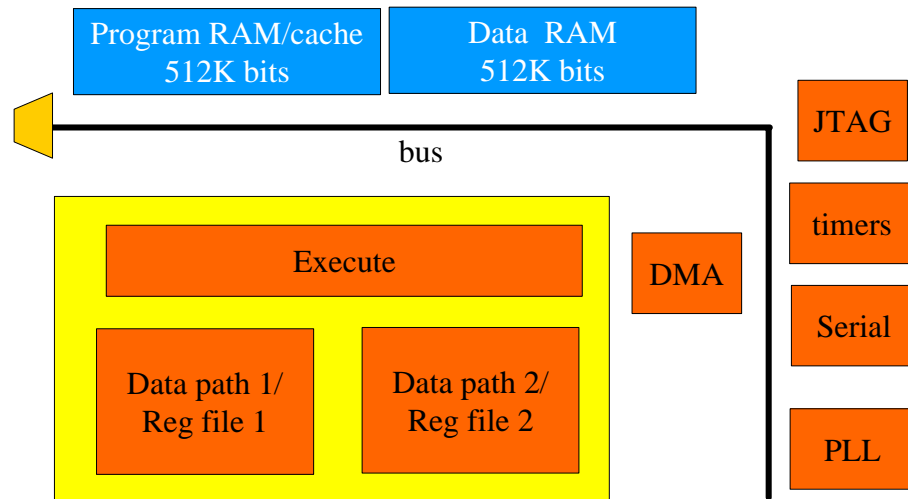 Program RAM/cache
512K bits
Data RAM
512K bits
JTAG
bus
timers
Execute
DMA
Serial
Data path 1/
Reg file 1
Data path 2/
Reg file 2
PLL